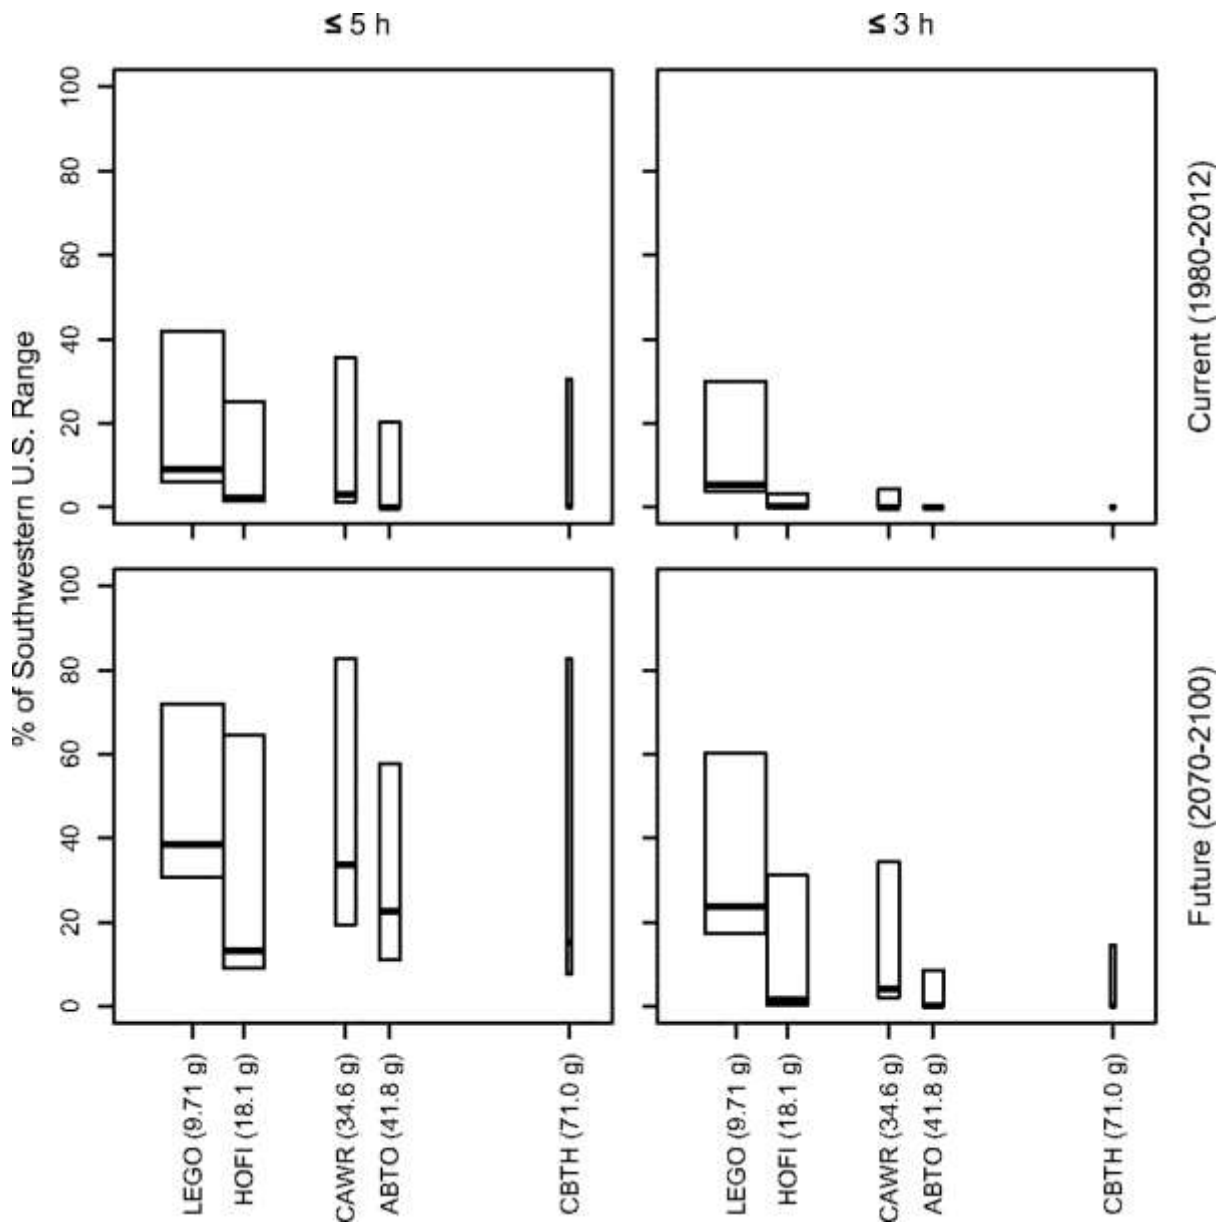 ≤ 5 h
≤ 3 h
% of Southwestern U.S. Range
100
80
60
40
20
0
Current (1980-2012)
100
80
60
40
20
0
Future (2070-2100)
LEGO (9.71 g)
HOFI (18.1 g)
CAWR (34.6 g)
ABTO (41.8 g)
CBTH (71.0 g)
LEGO (9.71 g)
HOFI (18.1 g)
CAWR (34.6 g)
ABTO (41.8 g)
CBTH (71.0 g)